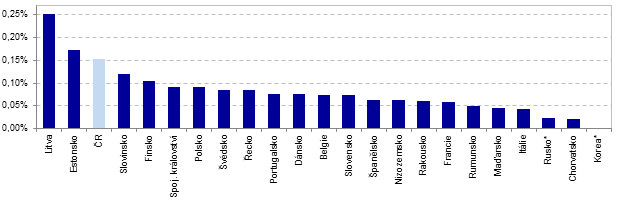 0,25%
0,20%
0,15%
0,10%
0,05%
0,00%
Litva
Estonsko
ČR
Slovinsko
Finsko
Spoj. království
Polsko
Švédsko
Řecko
Portugalsko
Dánsko
Belgie
Slovensko
Španělsko
Nizozemsko
Rakousko
Francie
Rumunsko
Maďarsko
Itálie
Rusko*
Chorvatsko
Korea*